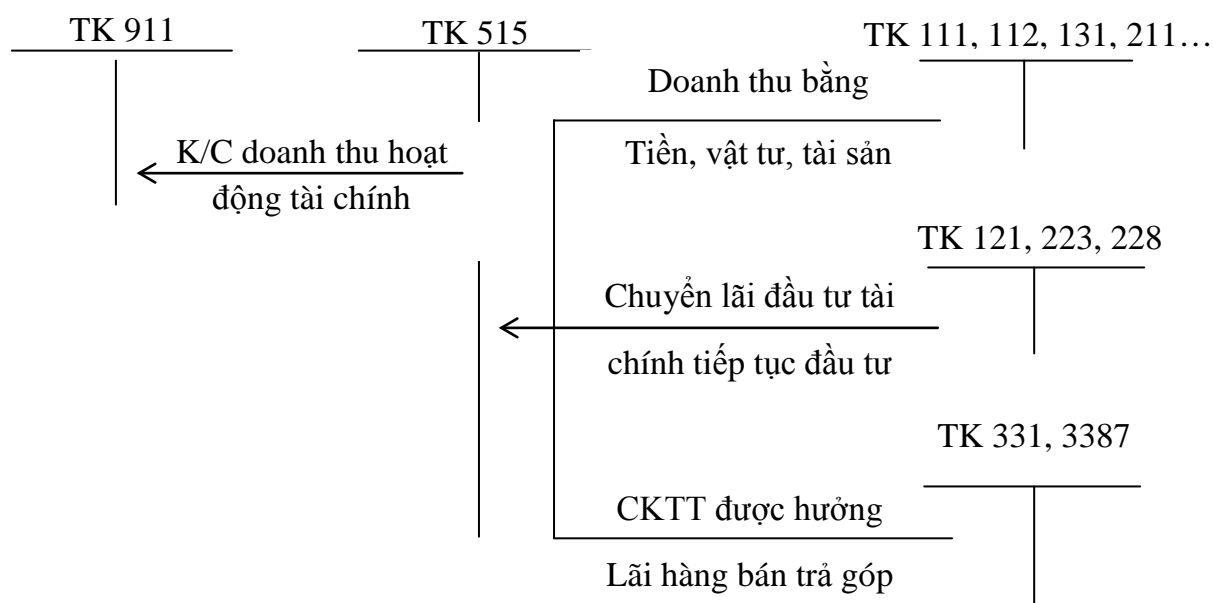 TK 911
TK 515
TK 111, 112, 131, 211…
Doanh thu bằng
Tiền, vật tư, tài sản
K/C doanh thu hoạt
động tài chính
TK 121, 223, 228
Chuyển lãi đầu tư tài
chính tiếp tục đầu tư
TK 331, 3387
CKTT được hưởng
Lãi hàng bán trả góp